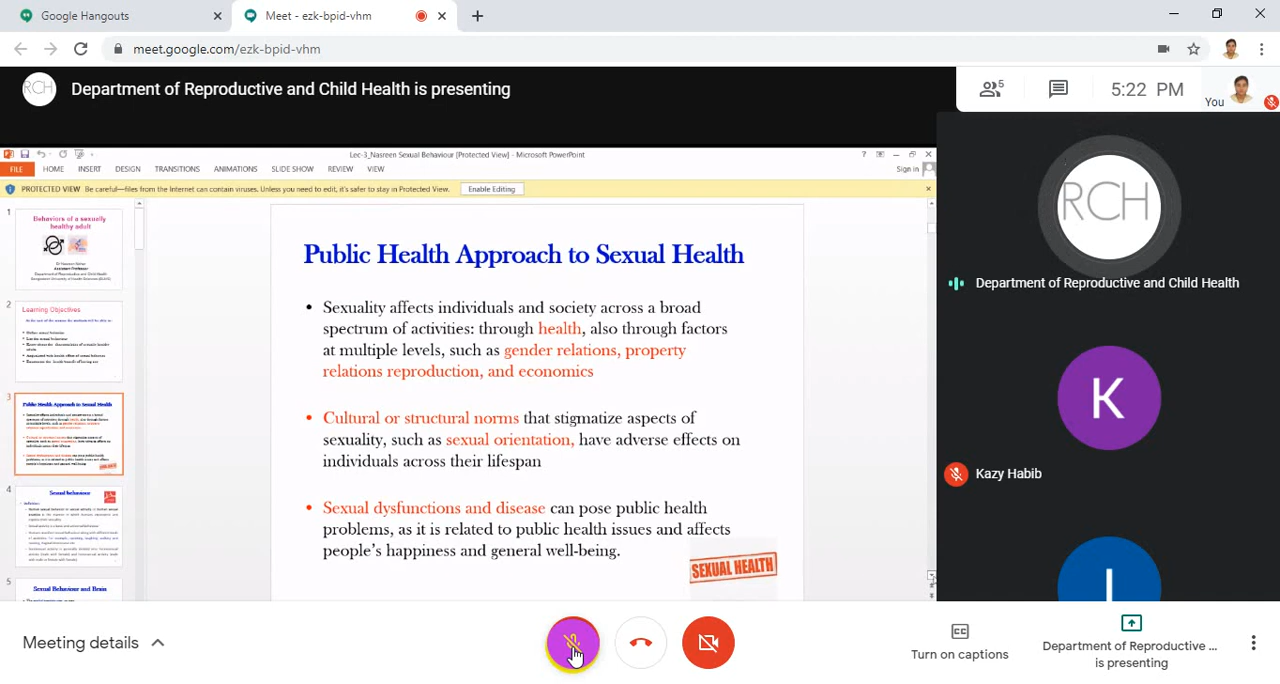 Google Hangouts
Meet - ezk-bpid-vhm
meet.google.com/ezk-bpid-vhm
RCH
Department of Reproductive and Child Health is presenting
5
5:22 PM
You
Lec-3_Nasreen Sexual Behaviour [Protected View] - Microsoft PowerPoint
FILE HOME INSERT DESIGN TRANSITIONS ANIMATIONS SLIDE SHOW REVIEW VIEW
Sign in
PROTECTED VIEW Be careful—files from the Internet can contain viruses. Unless you need to edit, it's safer to stay in Protected View. Enable Editing
1
Behaviors of a sexually
healthy adult
2
Learning Objectives
3
Public Health Approach to Sexual Health
4
Sexual Behaviour
5
Sexual Behaviour and Brain
Public Health Approach to Sexual Health
• Sexuality affects individuals and society across a broad
spectrum of activities: through health, also through factors
at multiple levels, such as gender relations, property
relations reproduction, and economics
• Cultural or structural norms that stigmatize aspects of
sexuality, such as sexual orientation, have adverse effects on
individuals across their lifespan
• Sexual dysfunctions and disease can pose public health
problems, as it is related to public health issues and affects
people's happiness and general well-being.
SEXUAL HEALTH
RCH
Department of Reproductive and Child Health
K
Kazy Habib
Meeting details
Turn on captions
Department of Reproductive ...
is presenting